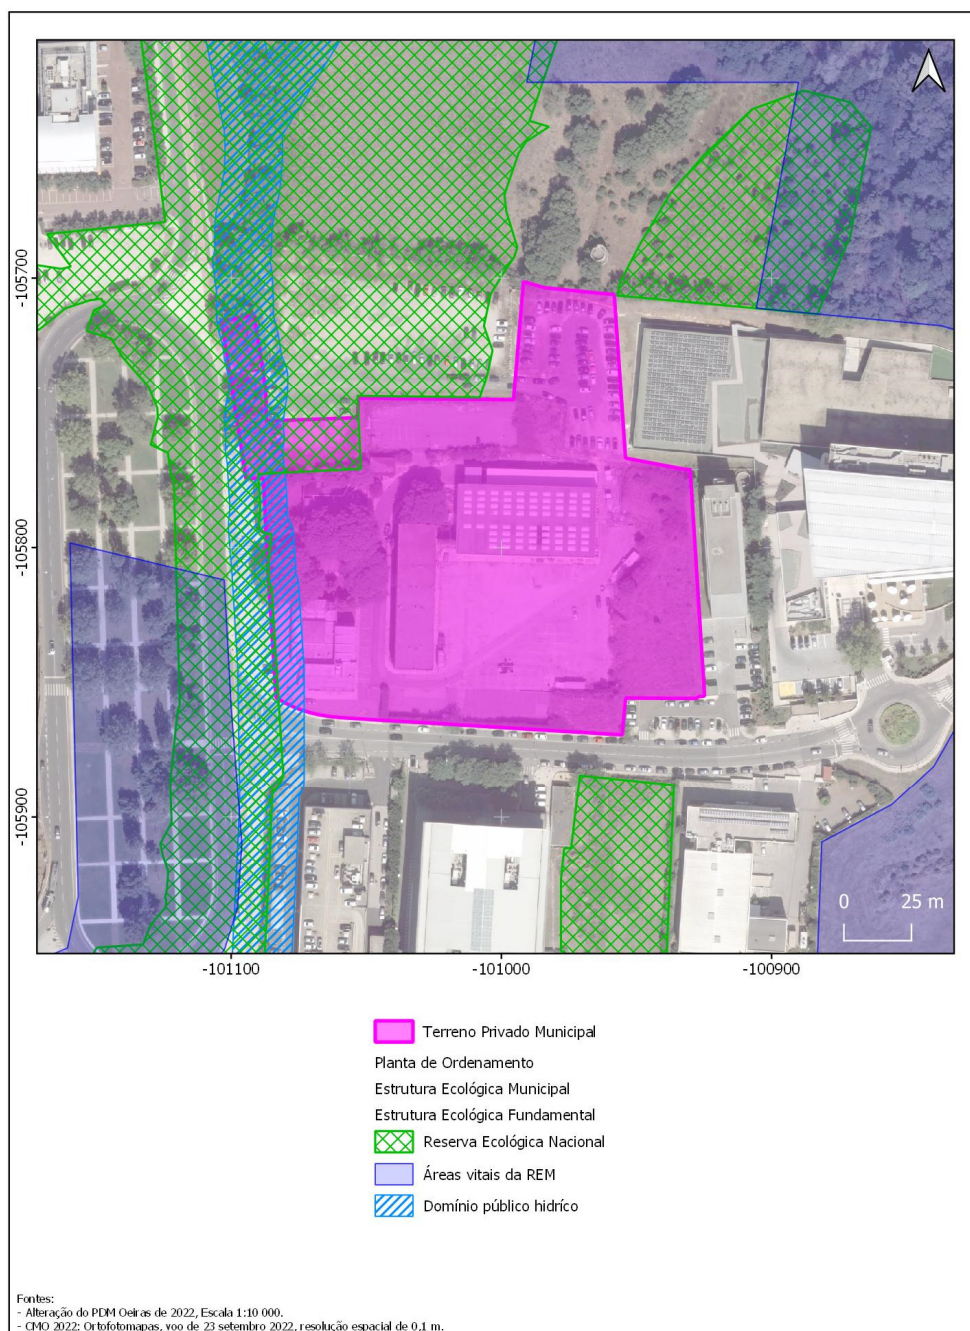 -105700
-105800
-105900
0 25 m
-101100
-101000
-100900
Terreno Privado Municipal
Planta de Ordenamento
Estrutura Ecológica Municipal
Estrutura Ecológica Fundamental
Reserva Ecológica Nacional
Áreas vitais da REM
Domínio público hidríco
Fontes:
- Alteração do PDM Oeiras de 2022, Escala 1:10 000.
- CMO 2022: Ortofotomapas, voo de 23 setembro 2022, resolução espacial de 0,1 m.